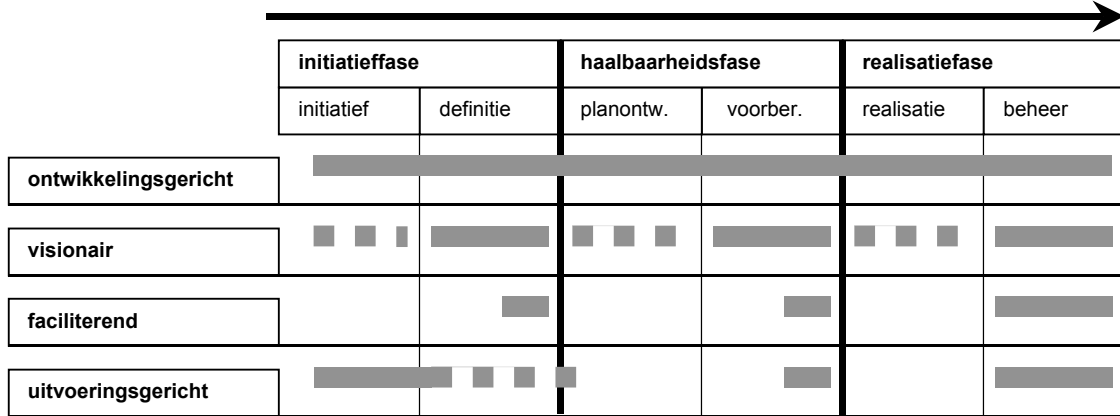 initiatieffase haalbaarheidsfase realisatiefase
initiatief definitie planontw. voorber. realisatie beheer
ontwikkelingsgericht
visionair
faciliterend
uitvoeringsgericht